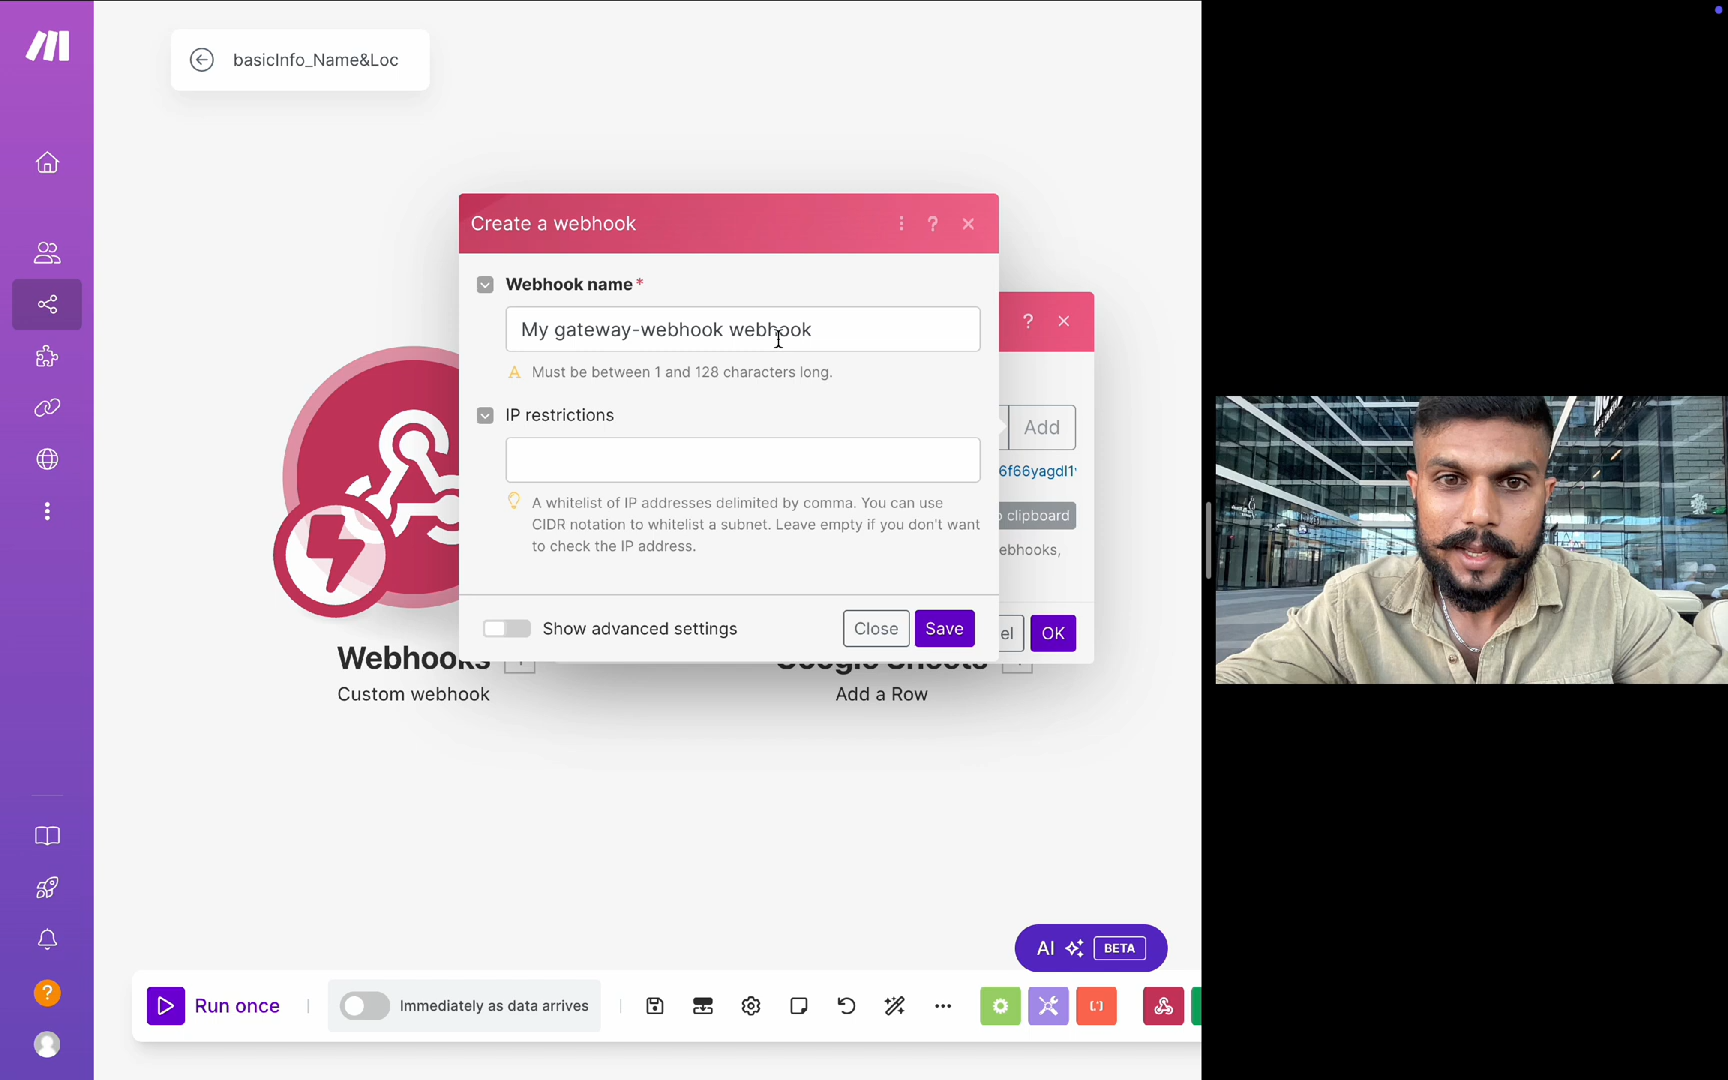 basicInfo_Name&Loc
Create a webhook
?
Webhook name *
My gateway-webhook webhook
Must be between 1 and 128 characters long.
IP restrictions
A whitelist of IP addresses delimited by comma. You can use
CIDR notation to whitelist a subnet. Leave empty if you don't want
to check the IP address.
Show advanced settings
Close
Save
?
Add
6f66yagdl1
clipboard
ebhooks,
el
OK
Webhooks
Custom webhook
Google Sheets
Add a Row
AI BETA
?
Run once
Immediately as data arrives